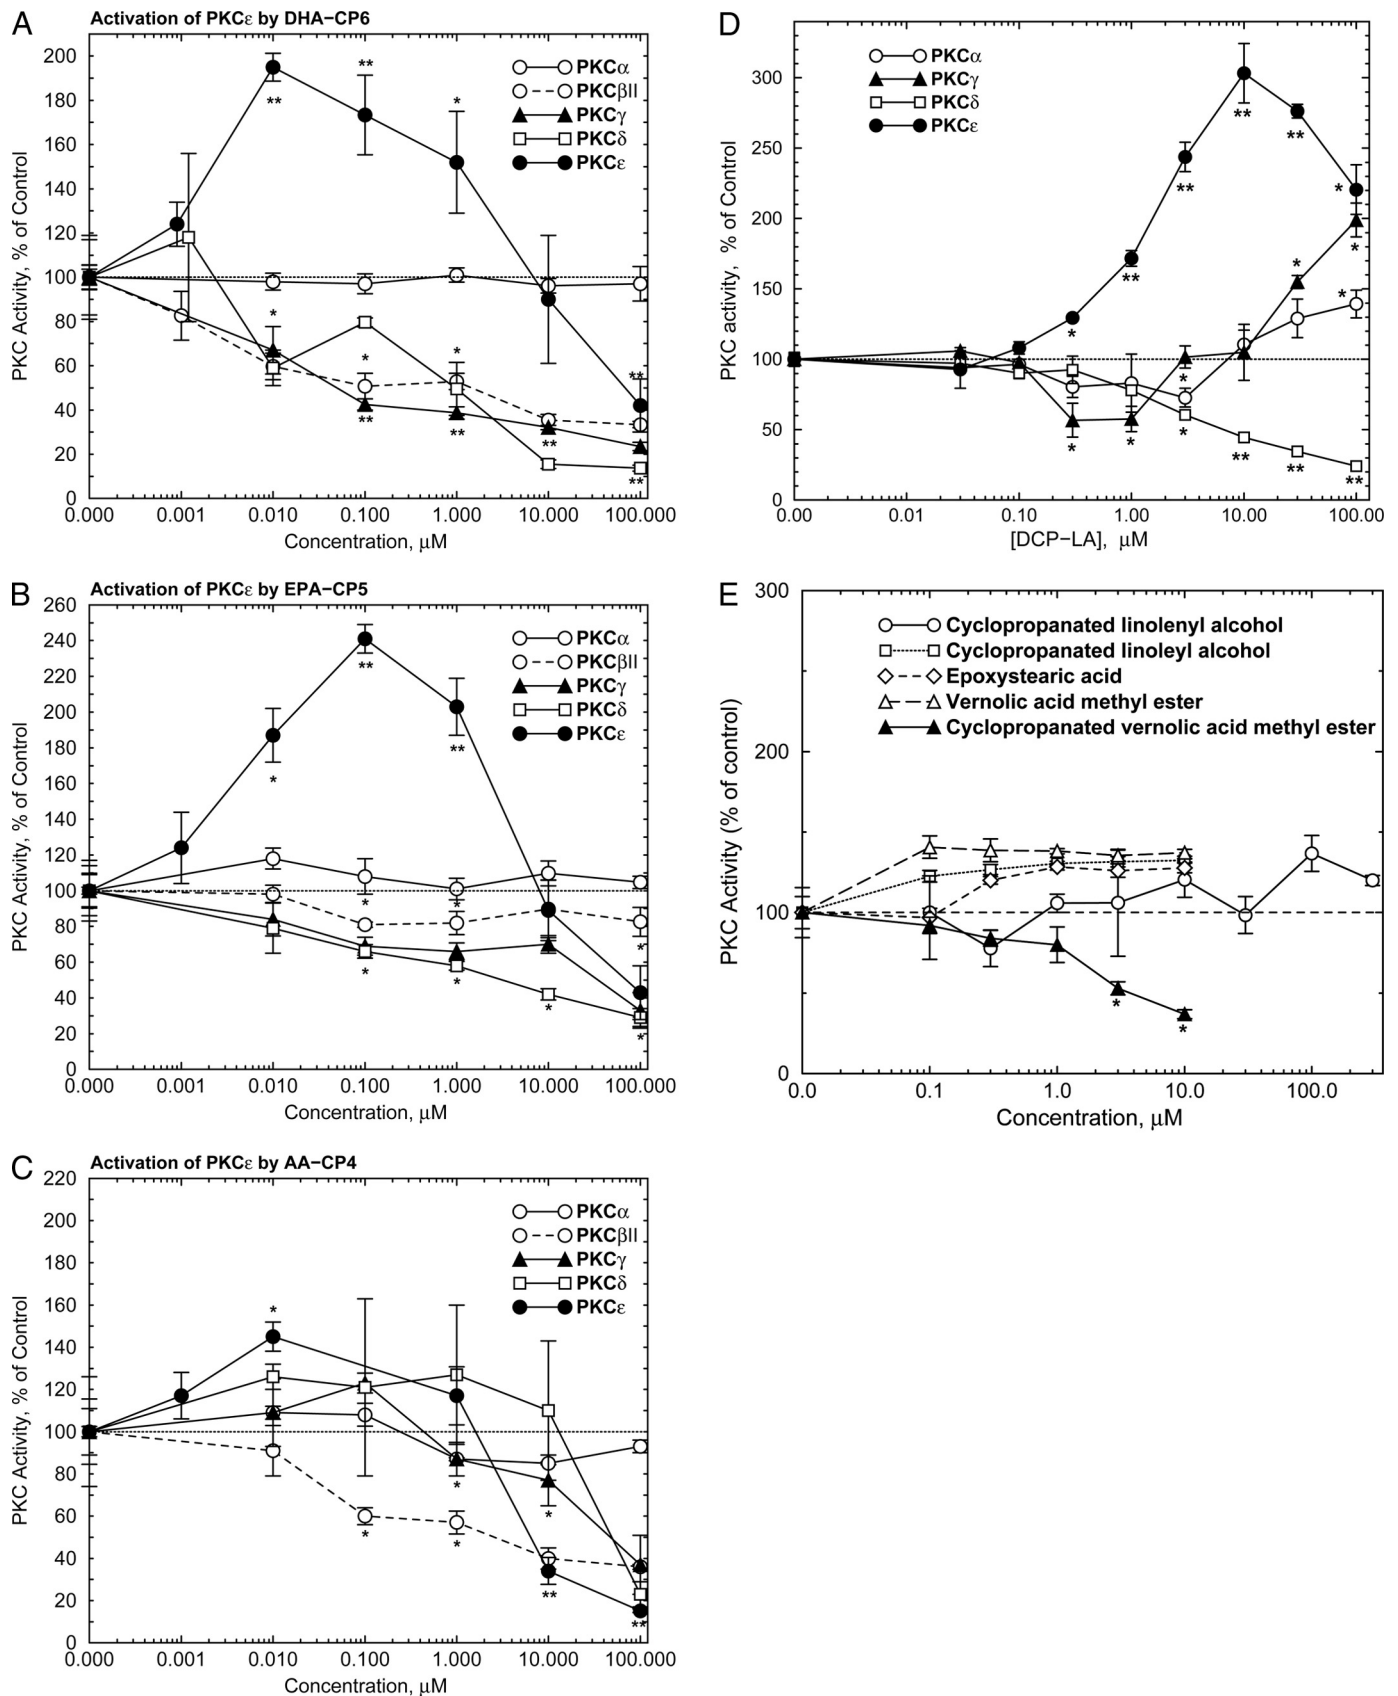 A
Activation of PKCε by DHA−CP6
PKC Activity, % of Control
200
180
160
140
120
100
80
60
40
20
0
PKCα
PKCβII
PKCγ
PKCδ
PKCε
**
**
*
*
*
*
**
**
**
**
**
0.000 0.001 0.010 0.100 1.000 10.000 100.000
Concentration, μM
B
Activation of PKCε by EPA−CP5
PKC Activity, % of Control
260
240
220
200
180
160
140
120
100
80
60
40
20
0
PKCα
PKCβII
PKCγ
PKCδ
PKCε
**
**
*
*
*
*
*
*
*
*
*
0.000 0.001 0.010 0.100 1.000 10.000 100.000
Concentration, μM
C
Activation of PKCε by AA−CP4
PKC Activity, % of Control
220
200
180
160
140
120
100
80
60
40
20
0
PKCα
PKCβII
PKCγ
PKCδ
PKCε
*
*
*
*
*
**
**
0.000 0.001 0.010 0.100 1.000 10.000 100.000
Concentration, μM
D
PKC activity, % of Control
300
250
200
150
100
50
0
PKCα
PKCγ
PKCδ
PKCε
**
**
**
*
**
*
*
*
*
*
*
*
*
**
**
**
0.00 0.01 0.10 1.00 10.00 100.00
[DCP−LA], μM
E
PKC Activity (% of control)
300
200
100
0
Cyclopropanated linolenyl alcohol
Cyclopropanated linoleyl alcohol
Epoxystearic acid
Vernolic acid methyl ester
Cyclopropanated vernolic acid methyl ester
*
*
0.0 0.1 1.0 10.0 100.0
Concentration, μM